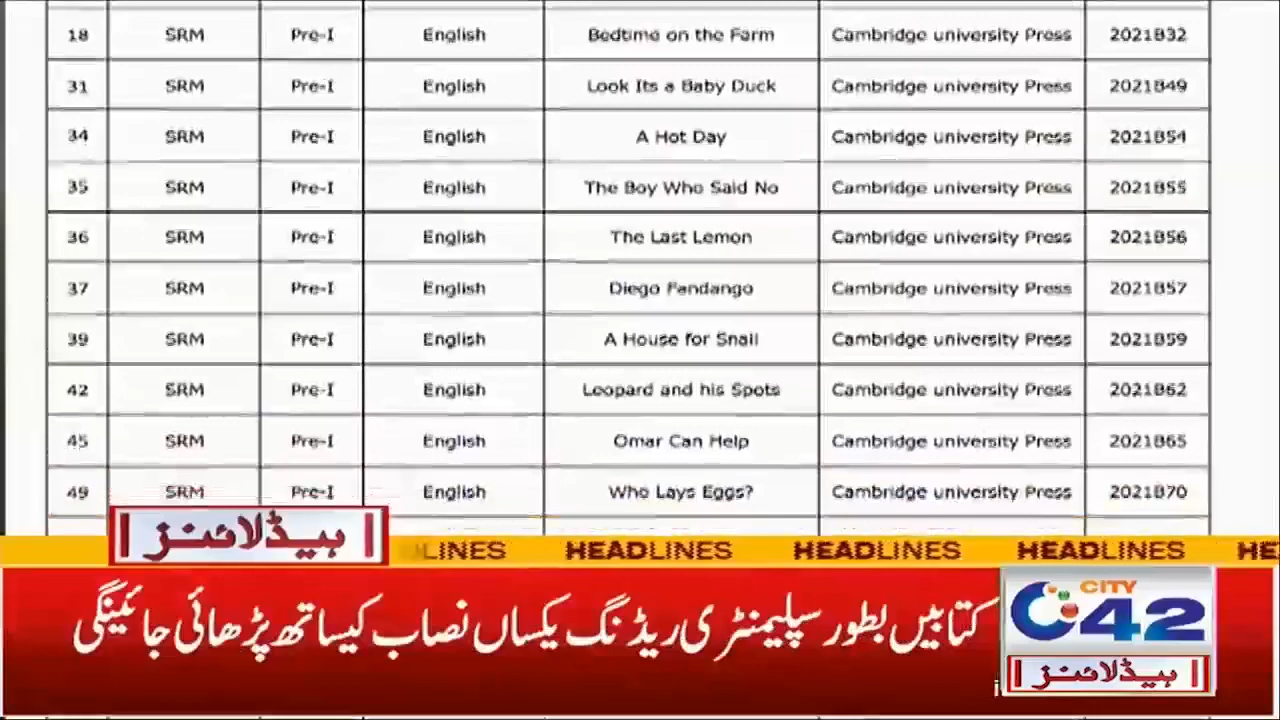 18 SRM Pre-I English Bedtime on the Farm Cambridge university Press 2021B32
31 SRM Pre-I English Look Its a Baby Duck Cambridge university Press 2021B49
34 SRM Pre-I English A Hot Day Cambridge university Press 2021B54
35 SRM Pre-I English The Boy Who Said No Cambridge university Press 2021B55
36 SRM Pre-I English The Last Lemon Cambridge university Press 2021B56
37 SRM Pre-I English Diego Fandango Cambridge university Press 2021B57
39 SRM Pre-I English A House for Snail Cambridge university Press 2021B59
42 SRM Pre-I English Leopard and his Spots Cambridge university Press 2021B62
45 SRM Pre-I English Omar Can Help Cambridge university Press 2021B65
49 SRM Pre-I English Who Lays Eggs? Cambridge university Press 2021B70
ہیڈلائنز
LINES HEADLINES HEADLINES HEADLINES HE
کتابیں بطور سپلیمنٹری ریڈنگ یکساں نصاب کیساتھ پڑھائی جائینگی
CITY
42
ہیڈلائنز